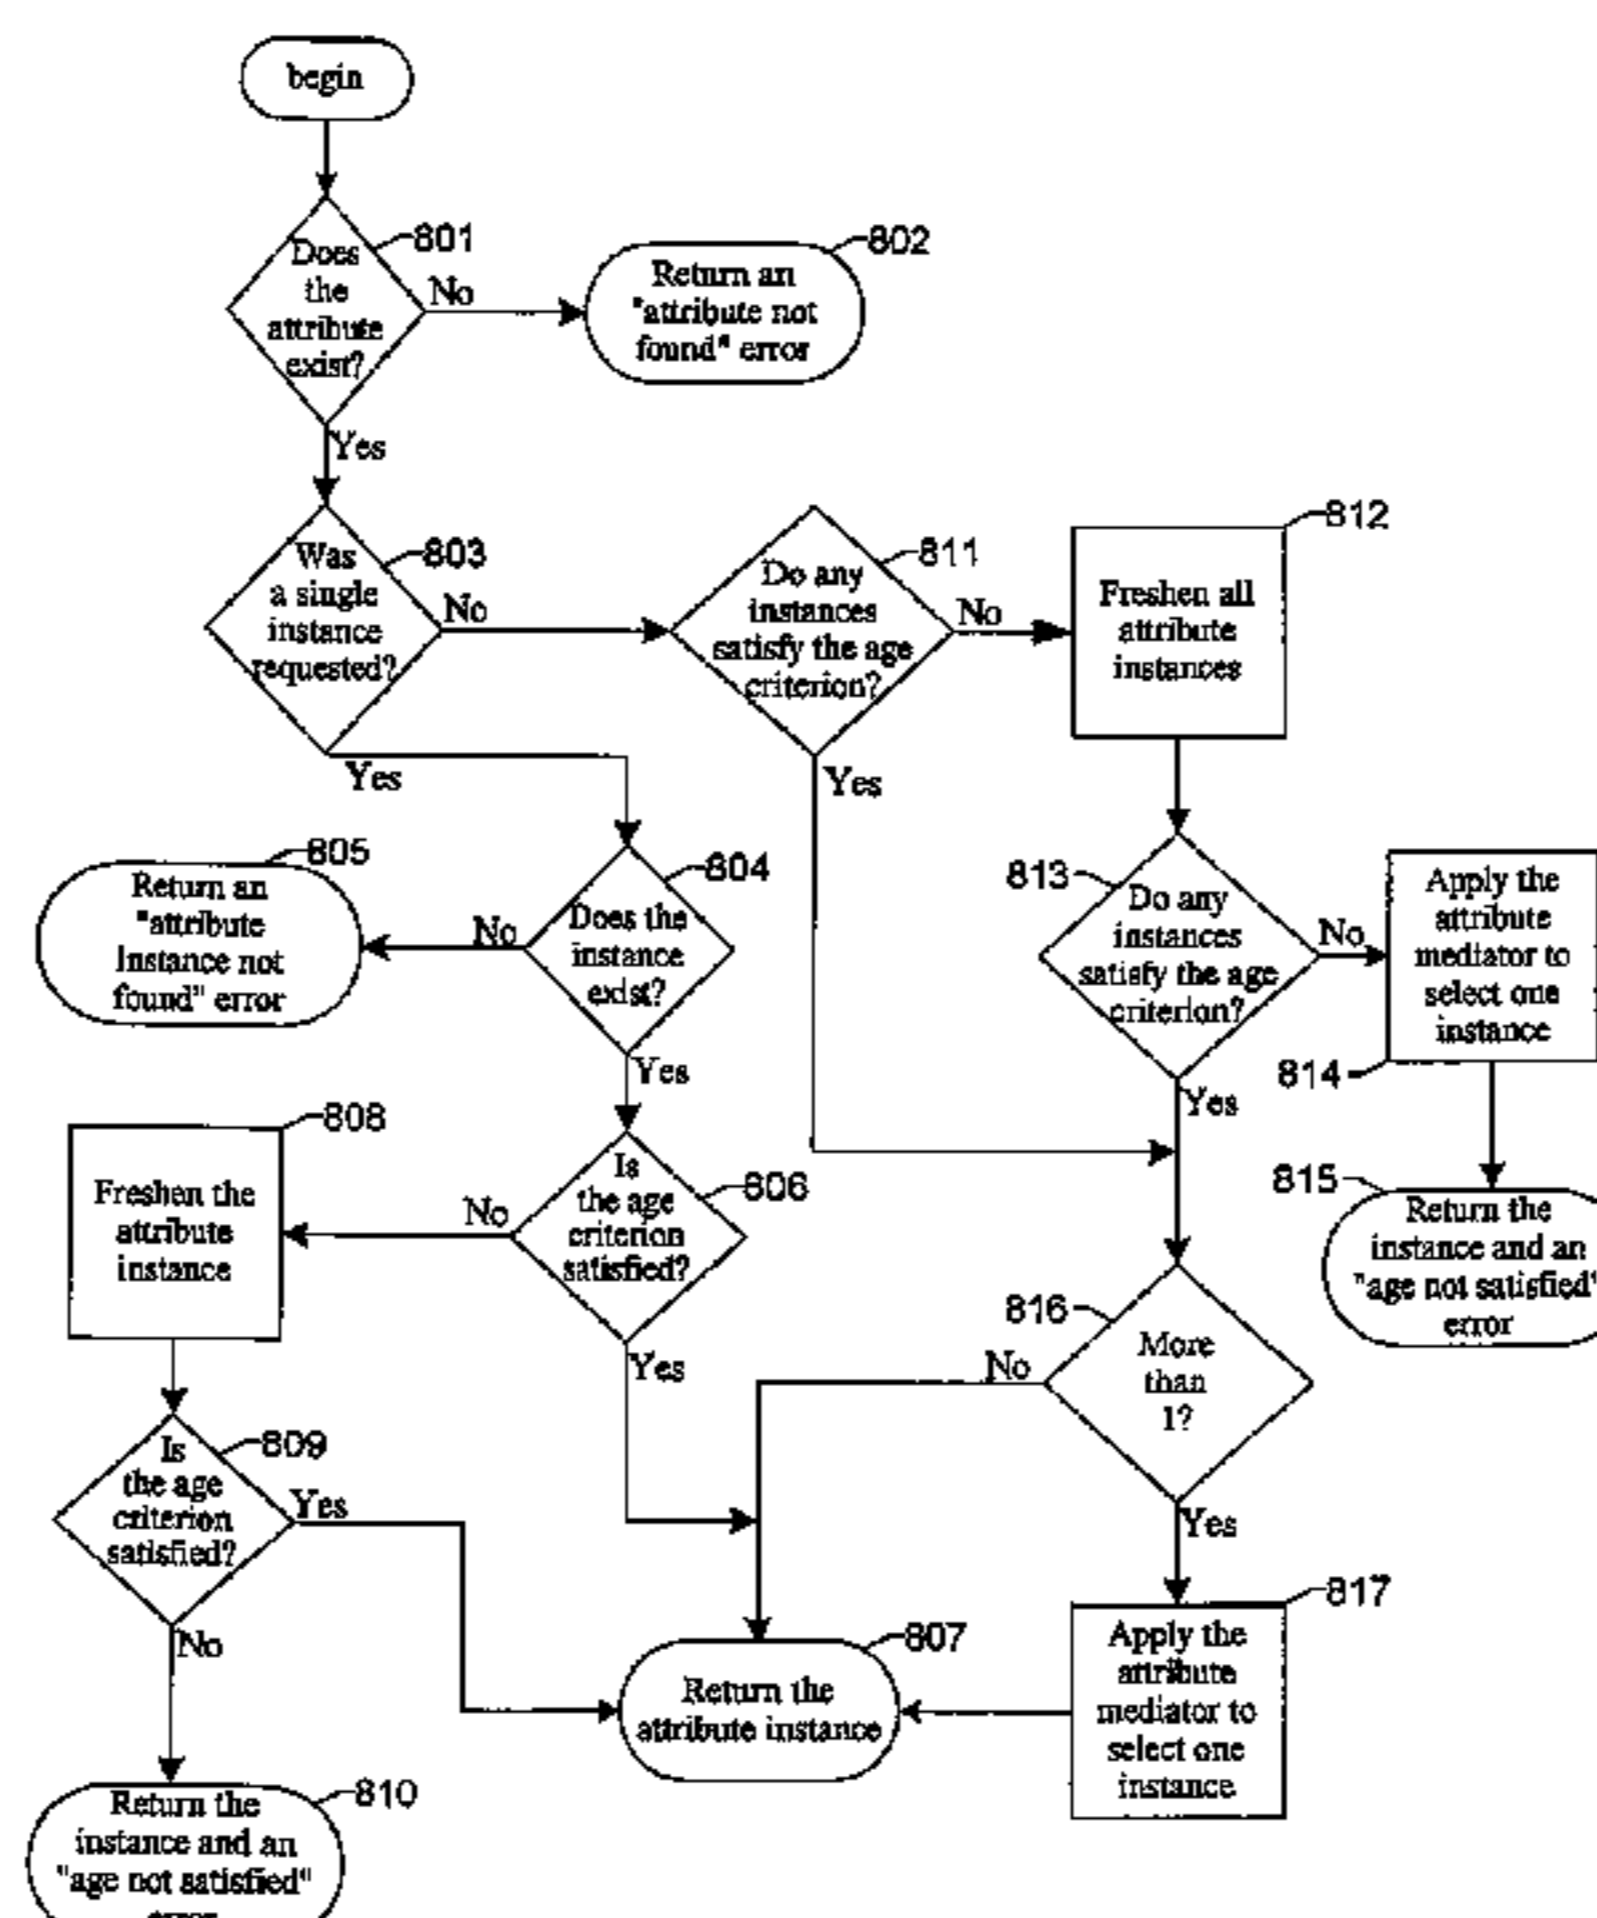 begin
801
Does
the
attribute
exist?
No
802
Return an
"attribute not
found" error
Yes
803
Was
a single
instance
requested?
No
811
Do any
instances
satisfy the age
criterion?
No
812
Freshen all
attribute
instances
Yes
Yes
805
Return an
"attribute
Instance not
found" error
No
804
Does the
instance
exist?
813
Do any
instances
satisfy the age
criterion?
No
Apply the
attribute
mediator to
select one
instance
814
Yes
Yes
808
Freshen the
attribute
instance
No
806
Is
the age
criterion
satisfied?
815
Return the
instance and an
"age not satisfied"
error
Yes
816
More
than
1?
No
809
Is
the age
criterion
satisfied?
Yes
Yes
817
Apply the
attribute
mediator to
select one
instance
807
Return the
attribute instance
No
810
Return the
instance and an
"age not satisfied"